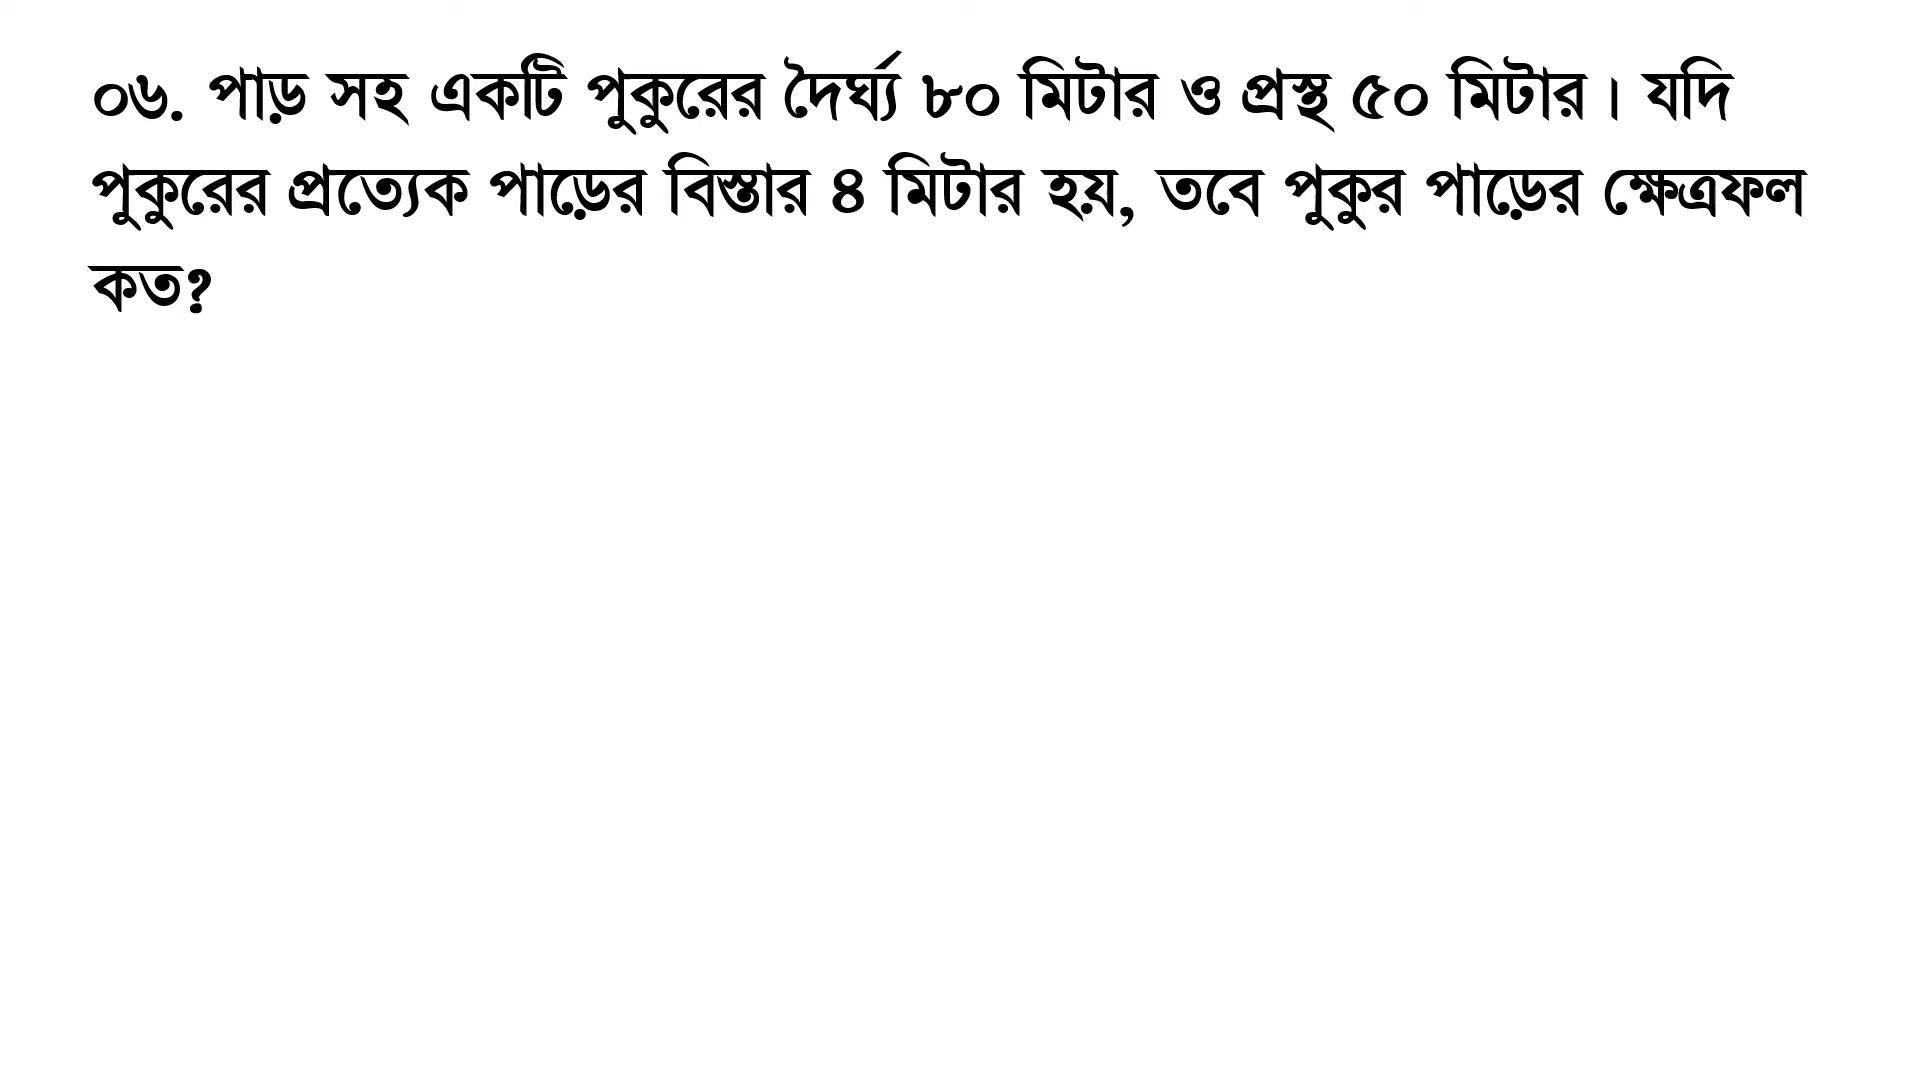 ০৬. পাড় সহ একটি পুকুরের দৈর্ঘ্য ৮০ মিটার ও প্রস্থ ৫০ মিটার। যদি
পুকুরের প্রত্যেক পাড়ের বিস্তার ৪ মিটার হয়, তবে পুকুর পাড়ের ক্ষেত্রফল
কত?